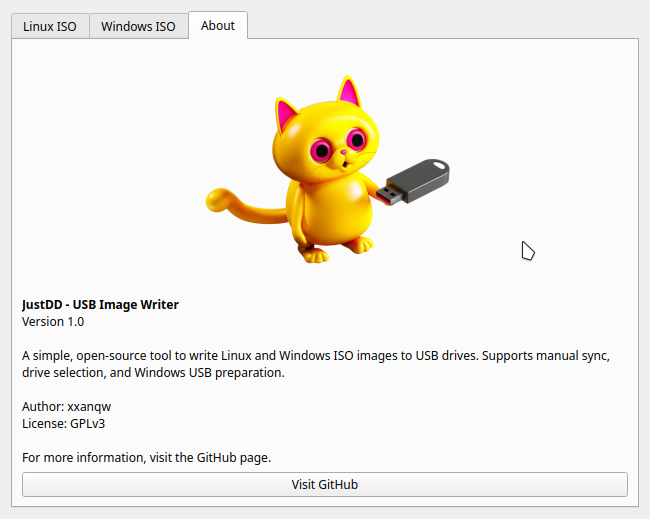 Linux ISO
Windows ISO
About
JustDD - USB Image Writer
Version 1.0
A simple, open-source tool to write Linux and Windows ISO images to USB drives. Supports manual sync,
drive selection, and Windows USB preparation.
Author: xxanqw
License: GPLv3
For more information, visit the GitHub page.
Visit GitHub